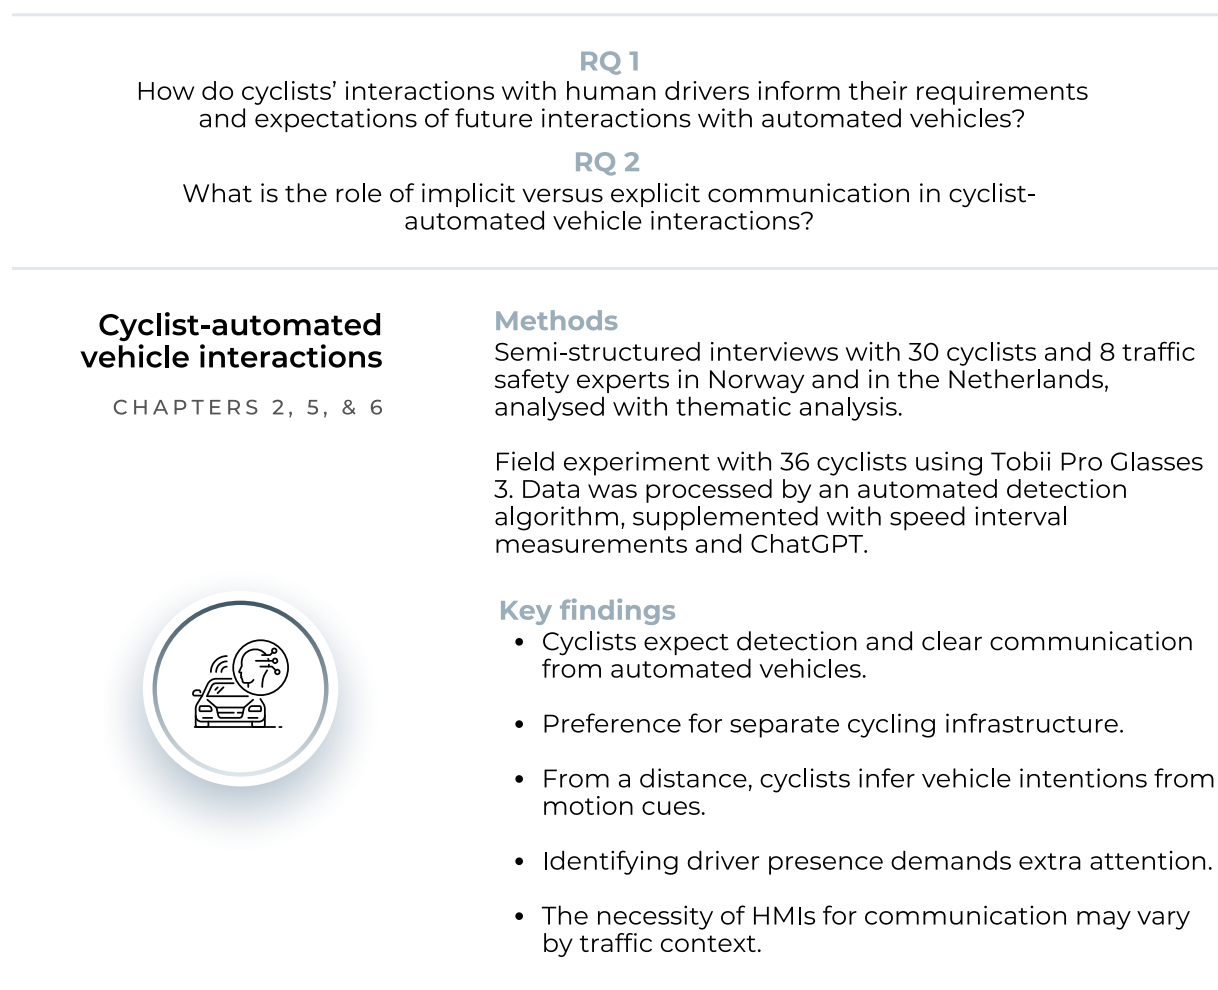 RQ 1
How do cyclists’ interactions with human drivers inform their requirements
and expectations of future interactions with automated vehicles?
RQ 2
What is the role of implicit versus explicit communication in cyclist-
automated vehicle interactions?
Cyclist-automated
vehicle interactions
CHAPTERS 2, 5, & 6
Methods
Semi-structured interviews with 30 cyclists and 8 traffic
safety experts in Norway and in the Netherlands,
analysed with thematic analysis.
Field experiment with 36 cyclists using Tobii Pro Glasses
3. Data was processed by an automated detection
algorithm, supplemented with speed interval
measurements and ChatGPT.
Key findings
• Cyclists expect detection and clear communication
from automated vehicles.
• Preference for separate cycling infrastructure.
• From a distance, cyclists infer vehicle intentions from
motion cues.
• Identifying driver presence demands extra attention.
• The necessity of HMIs for communication may vary
by traffic context.